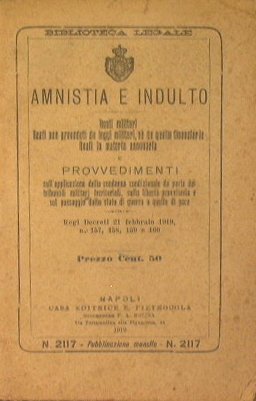 BIBLIOTECA LEGALE
AMNISTIA E INDULTO
Reati militari
Reati non preveduti da leggi militari, nè da quelle finanziarie
Reati in materia annonaria
E
PROVVEDIMENTI
sull'applicazione della condanna condizionale da parte dei
tribunali militari territoriali, sulla libertà provvisoria e
sul passaggio dallo stato di guerra a quello di pace
Regi Decreti 21 febbraio 1919,
n.i 157, 158, 159 e 160
Prezzo Cent. 50
NAPOLI
CASA EDITRICE E. PIETROCOLA
F. A.
Via
1919
N. 2117 - Pubblicazione mensile - N. 2117